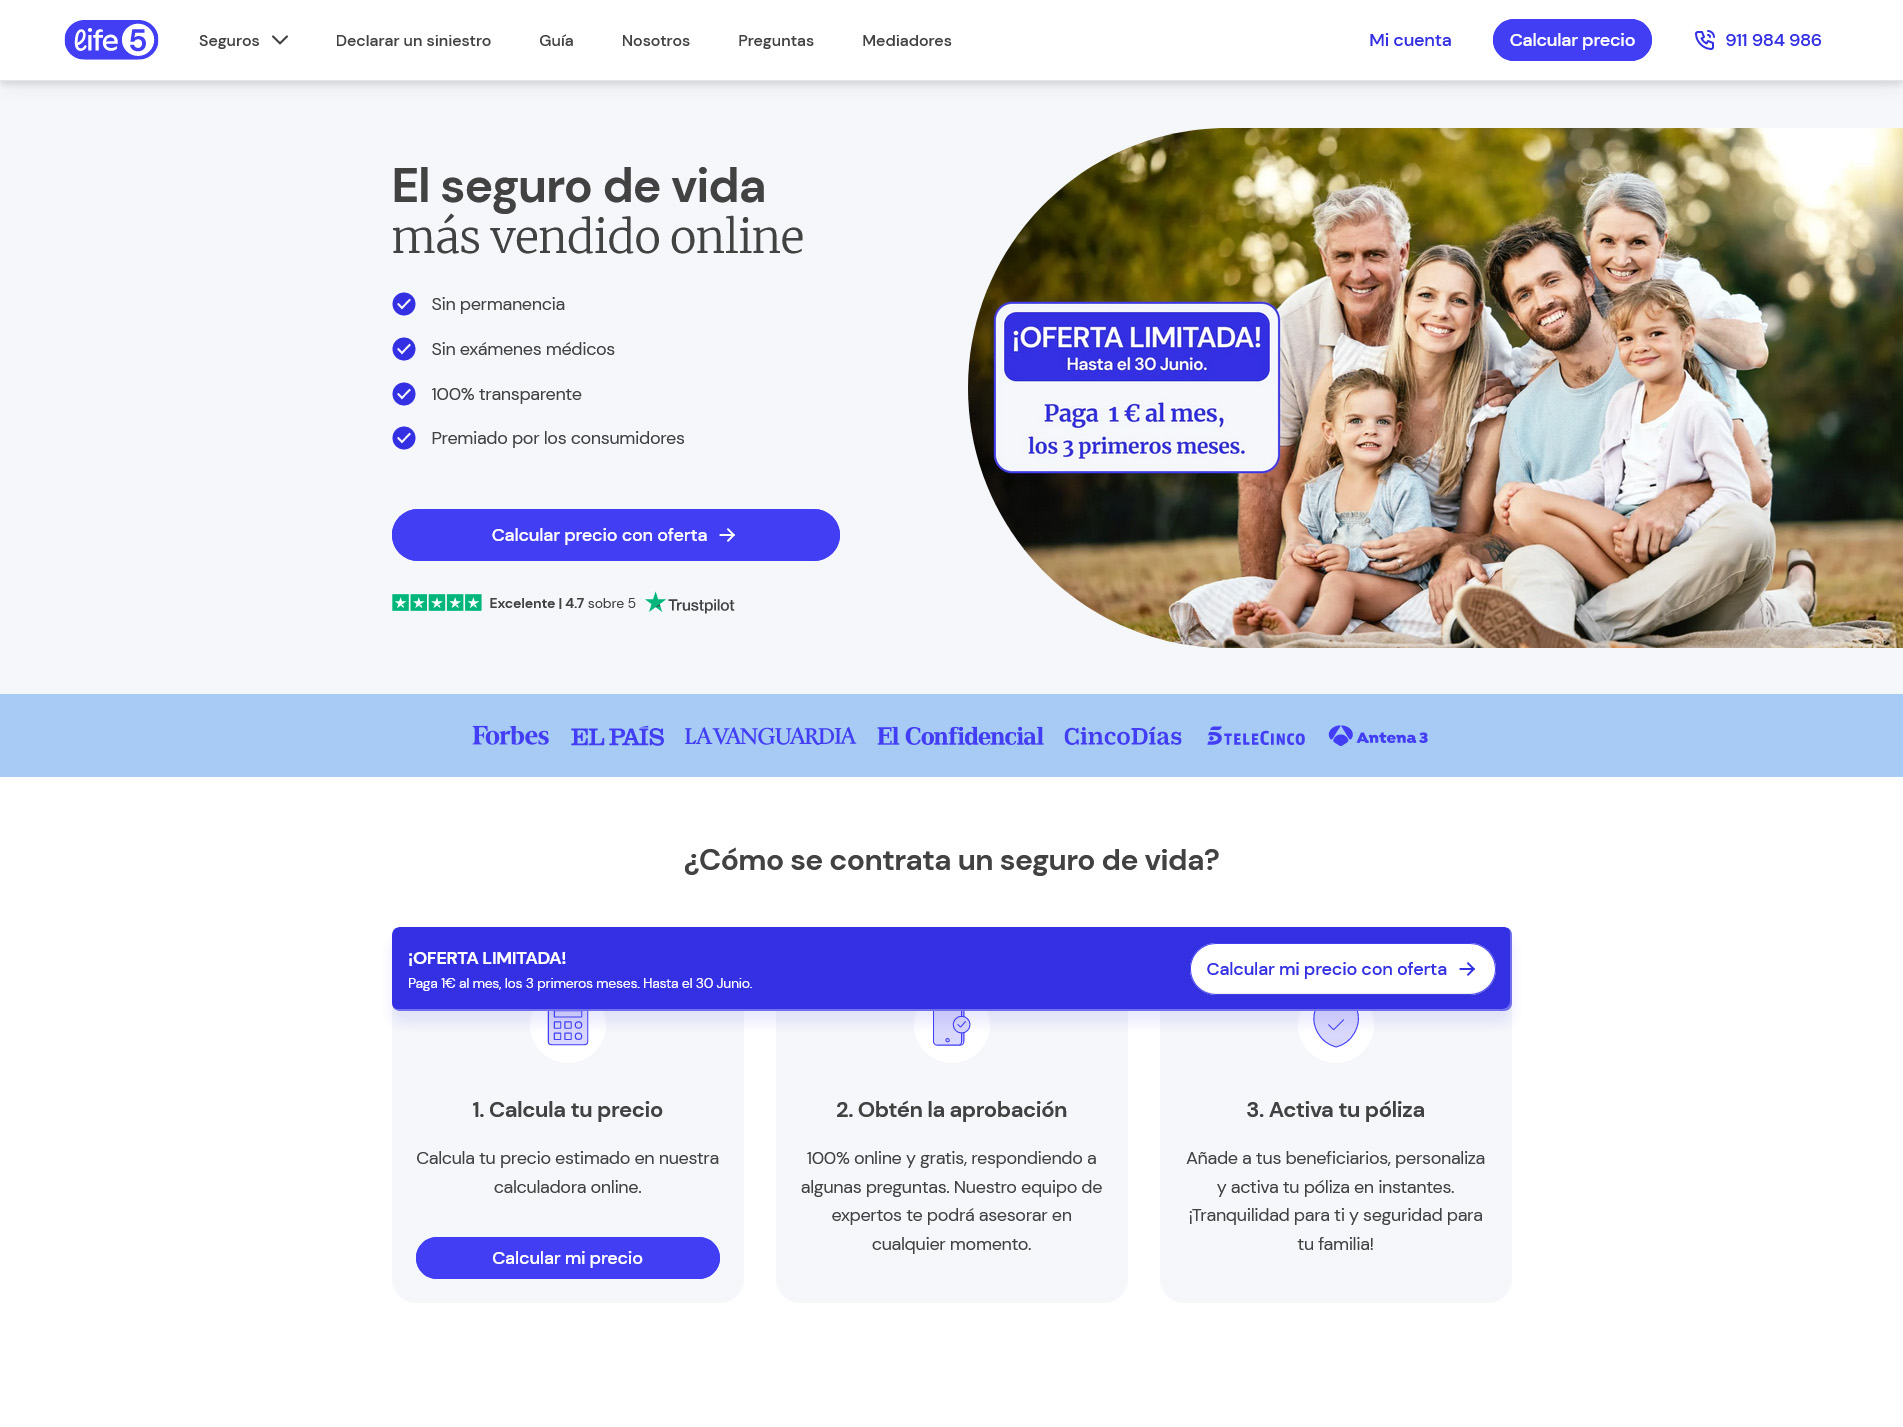 life 5
Seguros
Declarar un siniestro
Guía
Nosotros
Preguntas
Mediadores
Mi cuenta
Calcular precio
911 984 986
El seguro de vida
más vendido online
Sin permanencia
Sin exámenes médicos
100% transparente
Premiado por los consumidores
Calcular precio con oferta
Excelente | 4.7 sobre 5 Trustpilot
¡OFERTA LIMITADA!
Hasta el 30 Junio.
Paga 1 € al mes,
los 3 primeros meses.
Forbes
EL PAÍS
LA VANGUARDIA
El Confidencial
CincoDías
5 TELECINCO
Antena 3
¿Cómo se contrata un seguro de vida?
¡OFERTA LIMITADA!
Paga 1€ al mes, los 3 primeros meses. Hasta el 30 Junio.
Calcular mi precio con oferta
1. Calcula tu precio
Calcula tu precio estimado en nuestra
calculadora online.
Calcular mi precio
2. Obtén la aprobación
100% online y gratis, respondiendo a
algunas preguntas. Nuestro equipo de
expertos te podrá asesorar en
cualquier momento.
3. Activa tu póliza
Añade a tus beneficiarios, personaliza
y activa tu póliza en instantes.
¡Tranquilidad para ti y seguridad para
tu familia!